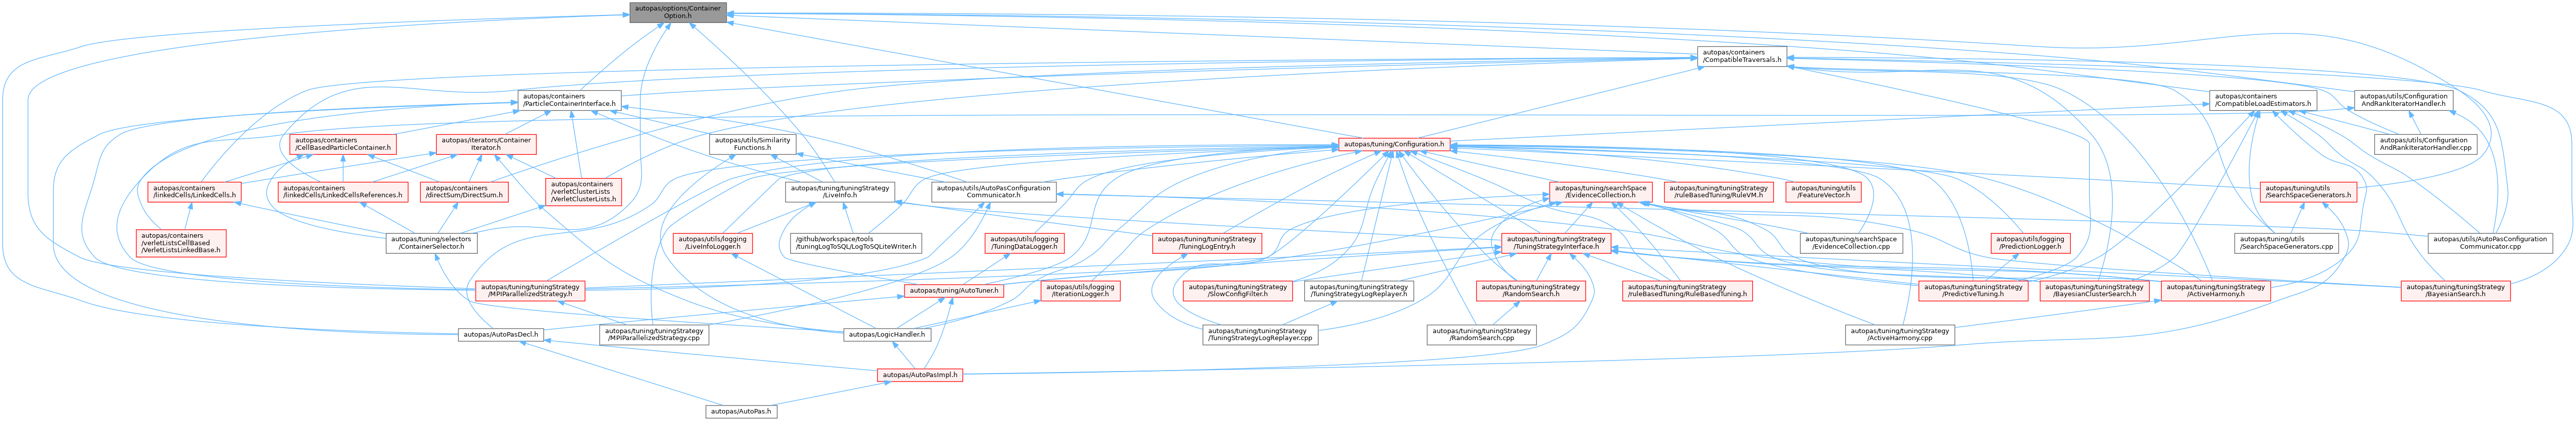 autopas/options/Container
Option.h
autopas/containers
/CompatibleTraversals.h
autopas/containers
/ParticleContainerInterface.h
autopas/containers
/CompatibleLoadEstimators.h
autopas/utils/Configuration
AndRankIteratorHandler.h
autopas/containers
/CellBasedParticleContainer.h
autopas/iterators/Container
Iterator.h
autopas/utils/Similarity
Functions.h
autopas/tuning/Configuration.h
autopas/utils/Configuration
AndRankIteratorHandler.cpp
autopas/containers
/linkedCells/LinkedCells.h
autopas/containers
/linkedCells/LinkedCellsReferences.h
autopas/containers
/directSum/DirectSum.h
autopas/containers
/verletClusterLists
/VerletClusterLists.h
autopas/tuning/tuningStrategy
/LiveInfo.h
autopas/utils/AutoPasConfiguration
Communicator.h
autopas/tuning/searchSpace
/EvidenceCollection.h
autopas/tuning/tuningStrategy
/ruleBasedTuning/RuleVM.h
autopas/tuning/utils
/FeatureVector.h
autopas/tuning/utils
/SearchSpaceGenerators.h
autopas/containers
/verletListsCellBased
/VerletListsLinkedBase.h
autopas/tuning/selectors
/ContainerSelector.h
autopas/utils/logging
/LiveInfoLogger.h
/github/workspace/tools
/tuningLogToSQL/logToSQLiteWriter.h
autopas/utils/logging
/TuningDataLogger.h
autopas/tuning/tuningStrategy
/TuningLogEntry.h
autopas/tuning/tuningStrategy
/TuningStrategyInterface.h
autopas/tuning/searchSpace
/EvidenceCollection.cpp
autopas/utils/logging
/PredictionLogger.h
autopas/tuning/utils
/SearchSpaceGenerators.cpp
autopas/utils/AutoPasConfiguration
Communicator.cpp
autopas/tuning/tuningStrategy
/MPIParallelizedStrategy.h
autopas/tuning/AutoTuner.h
autopas/utils/logging
/IterationLogger.h
autopas/tuning/tuningStrategy
/SlowConfigFilter.h
autopas/tuning/tuningStrategy
/TuningStrategyLogReplayer.h
autopas/tuning/tuningStrategy
/RandomSearch.h
autopas/tuning/tuningStrategy
/ruleBasedTuning/RuleBasedTuning.h
autopas/tuning/tuningStrategy
/PredictiveTuning.h
autopas/tuning/tuningStrategy
/BayesianClusterSearch.h
autopas/tuning/tuningStrategy
/ActiveHarmony.h
autopas/tuning/tuningStrategy
/BayesianSearch.h
autopas/AutoPasDecl.h
autopas/tuning/tuningStrategy
/MPIParallelizedStrategy.cpp
autopas/LogicHandler.h
autopas/tuning/tuningStrategy
/TuningStrategyLogReplayer.cpp
autopas/tuning/tuningStrategy
/RandomSearch.cpp
autopas/tuning/tuningStrategy
/ActiveHarmony.cpp
autopas/AutoPasImpl.h
autopas/AutoPas.h